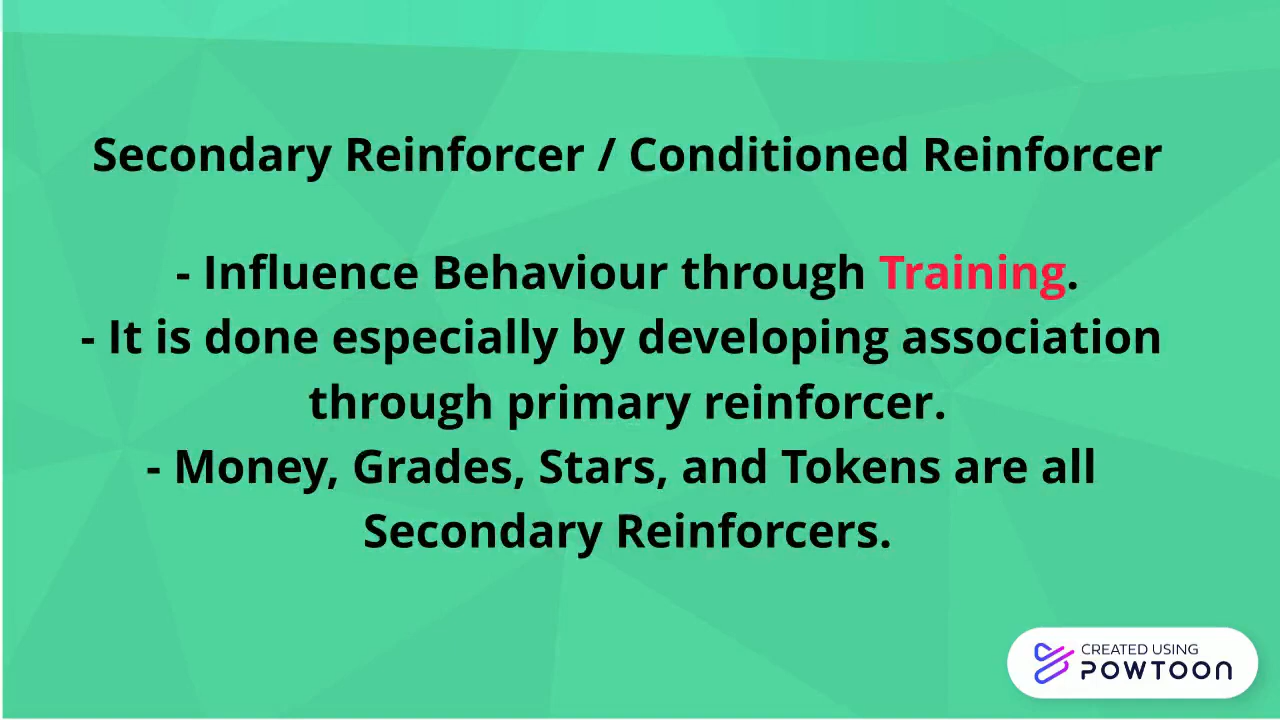 Secondary Reinforcer / Conditioned Reinforcer
- Influence Behaviour through Training.
- It is done especially by developing association
through primary reinforcer.
- Money, Grades, Stars, and Tokens are all
Secondary Reinforcers.
CREATED USING
POWTOON